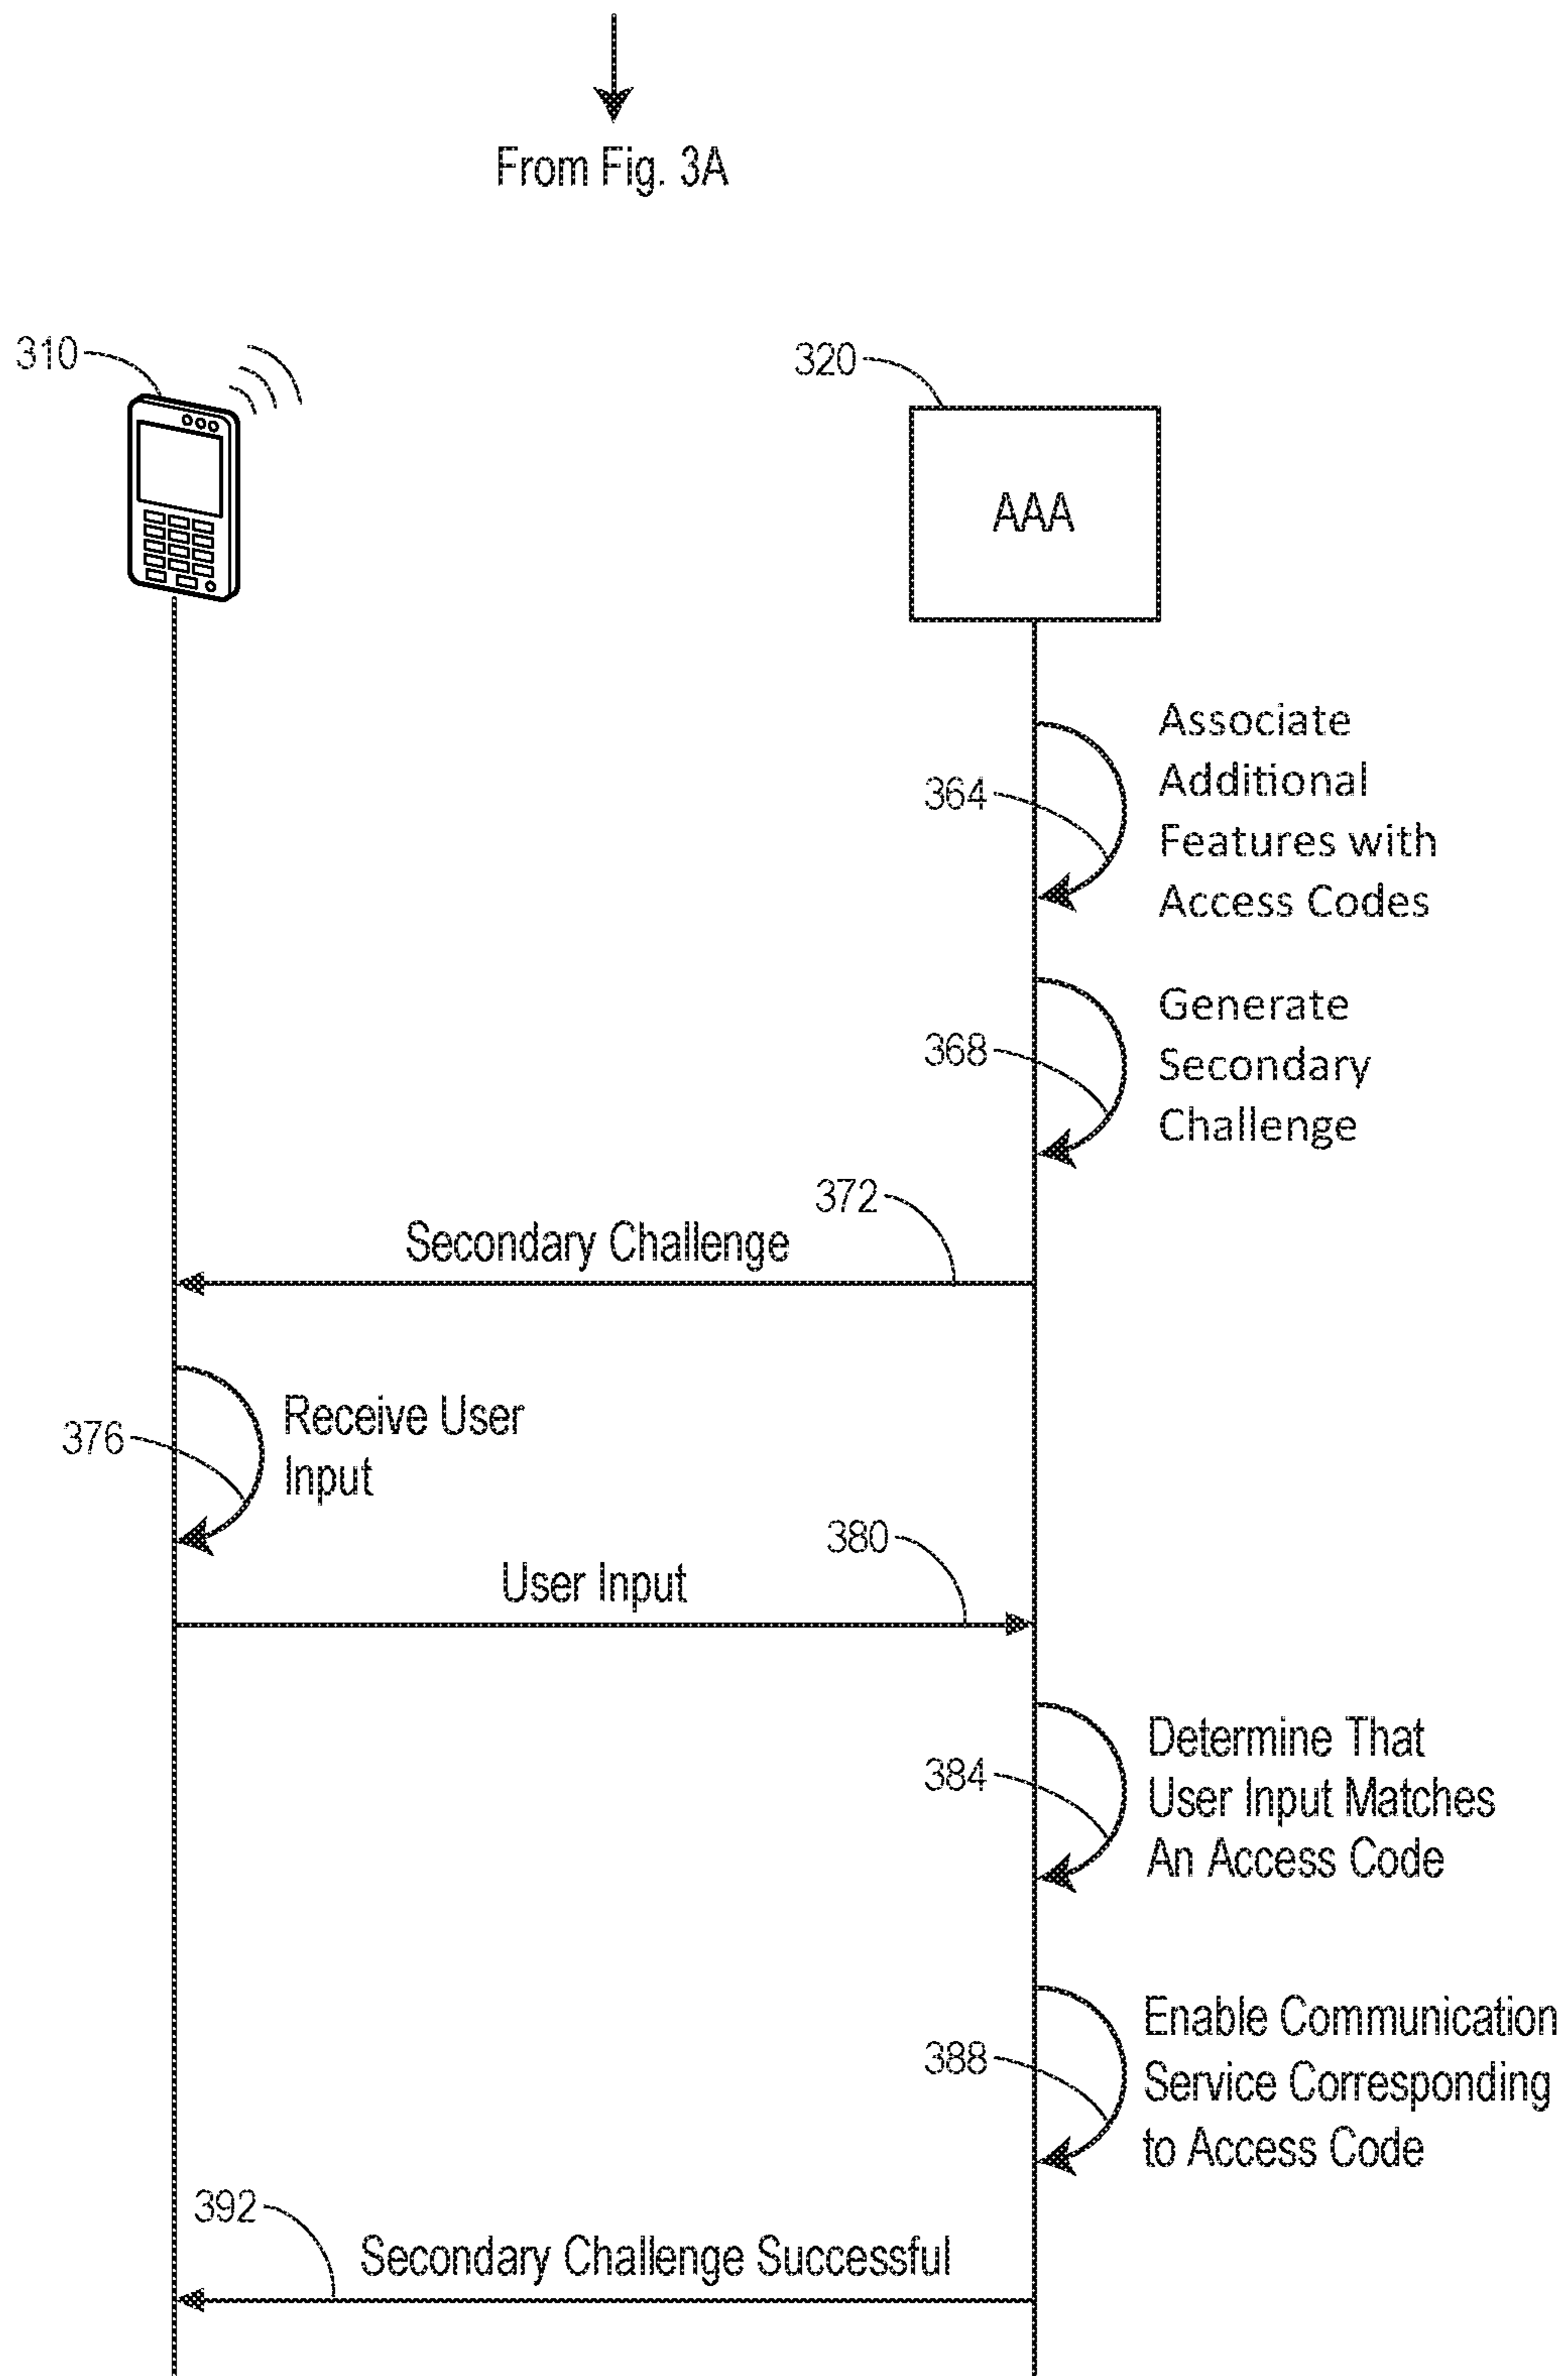 From Fig. 3A
310
320
AAA
Associate
Additional
364
Features with
Access Codes
Generate
368
Secondary
Challenge
372
Secondary Challenge
Receive User
376
Input
380
User Input
Determine That
384
User Input Matches
An Access Code
Enable Communication
388
Service Corresponding
to Access Code
392
Secondary Challenge Successful